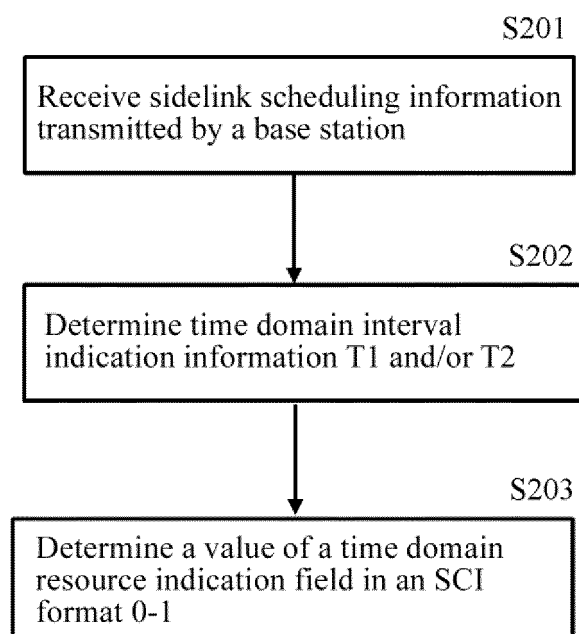 S201
Receive sidelink scheduling information
transmitted by a base station
S202
Determine time domain interval
indication information T1 and/or T2
S203
Determine a value of a time domain
resource indication field in an SCI
format 0-1